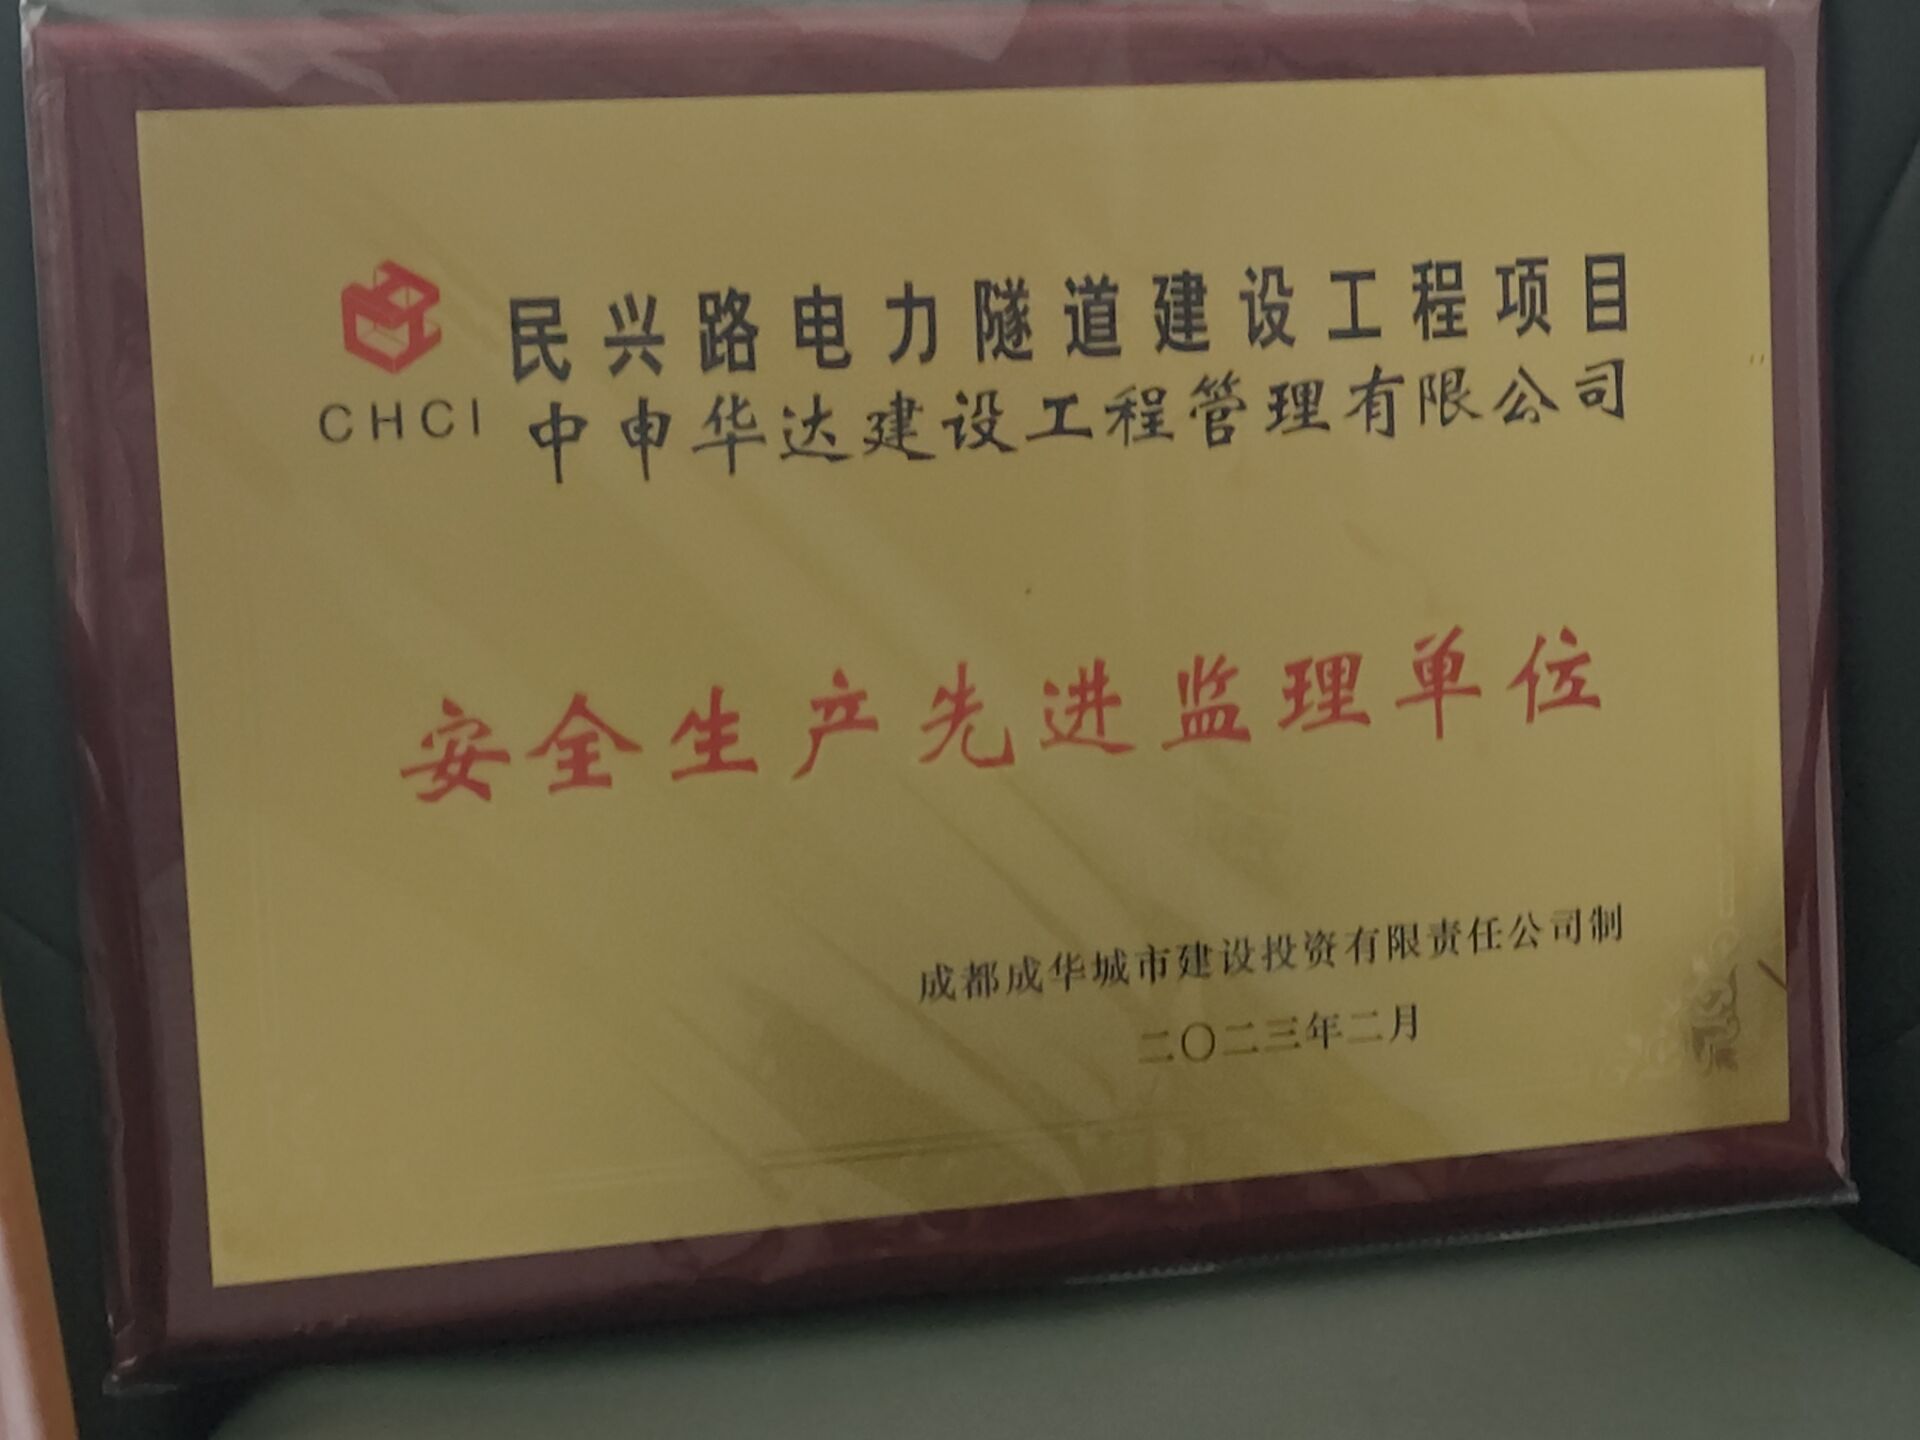 民兴路电力隧道建设工程项目
CHCI 中申华达建设工程管理有限公司
安全生产先进监理单位
成都成华城市建设投资有限责任公司制
二〇二三年二月